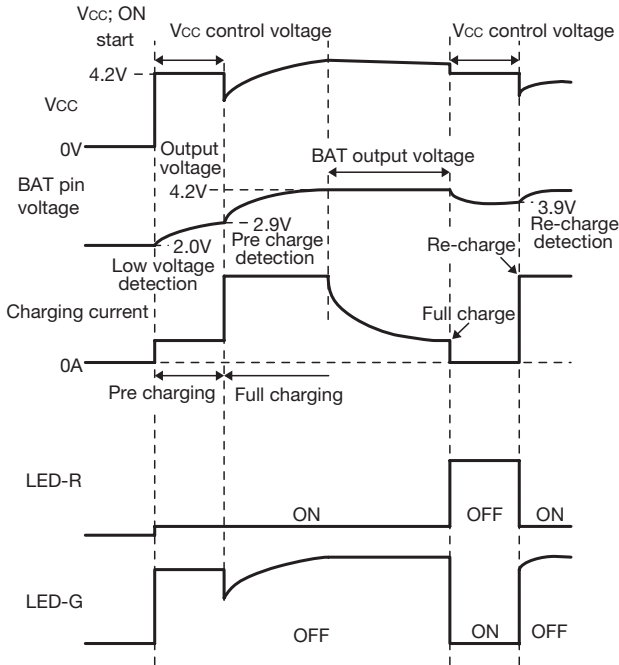 Vcc; ON
start
Vcc control voltage
Vcc control voltage
4.2V
Vcc
0V
Output
voltage
BAT output voltage
BAT pin
voltage
4.2V
2.9V
3.9V
Re-charge
detection
2.0V
Pre charge
detection
Low voltage
detection
Re-charge
Charging current
Full charge
0A
Pre charging
Full charging
LED-R
ON
OFF
ON
LED-G
OFF
ON
OFF